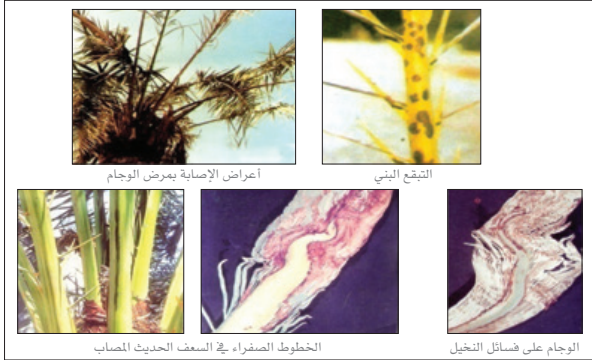 التبقع البني
أعراض الإصابة بمرض الوجام
الوجام على فسائل النخيل
الخطوط الصفراء في السعف الحديث المصاب